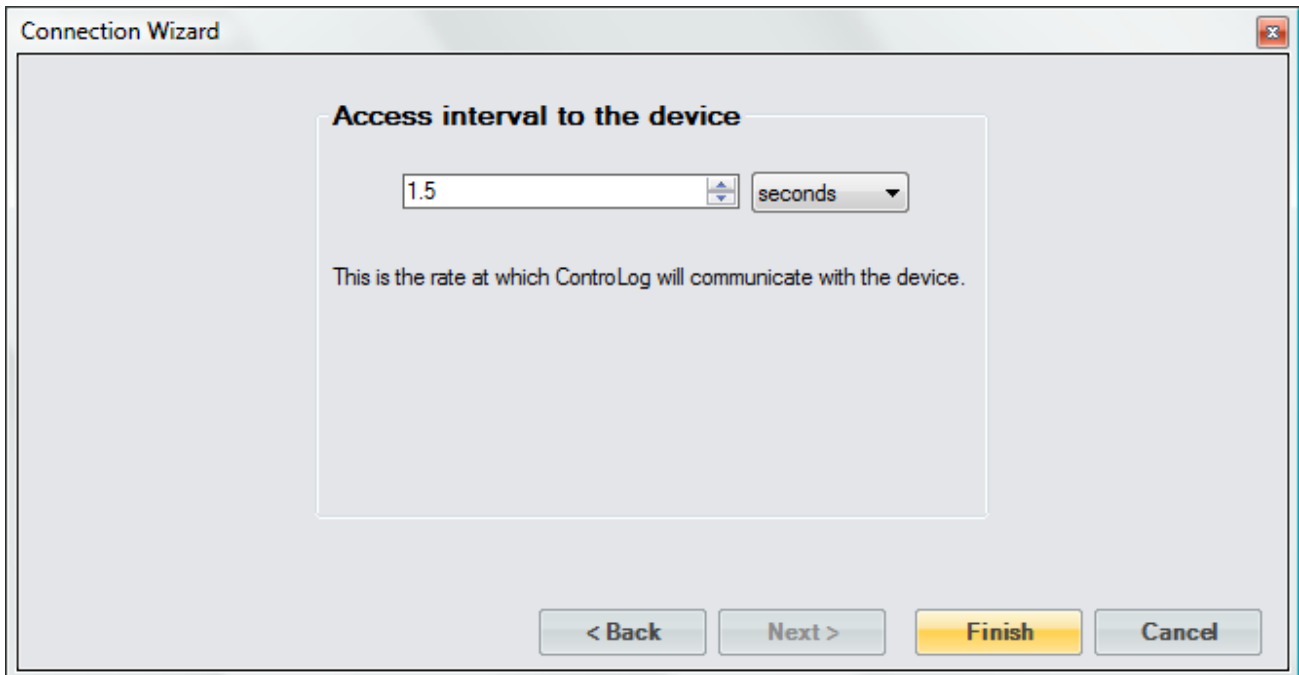 Connection Wizard
Access interval to the device
1.5 seconds
This is the rate at which ControLog will communicate with the device.
< Back Next > Finish Cancel